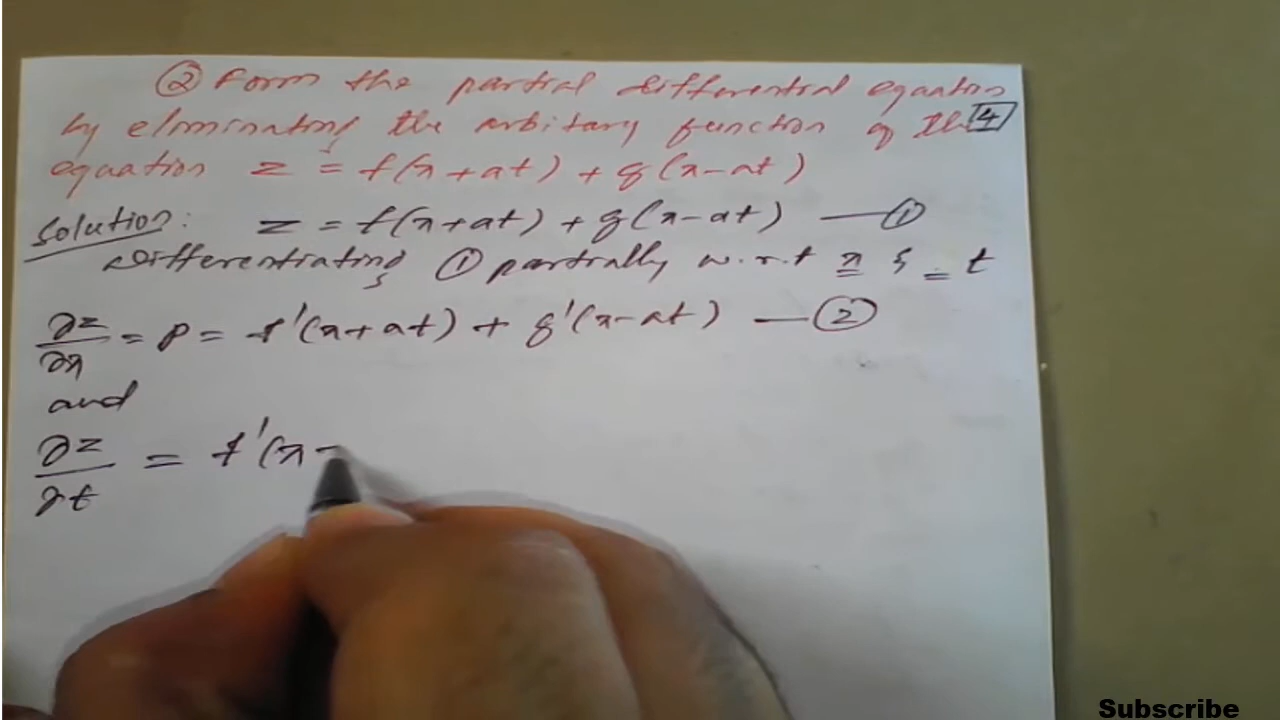 ② Form the partial differential equation
by eliminating the arbitary function of the 4
equation z = f(x+at) + g(x-at)
Solution: z = f(x+at) + g(x-at) — ①
Differentiating ① partially w.r.t x & t
∂z/∂x = p = f'(x+at) + g'(x-at) — ②
and
∂z/∂t = f'(x
Subscribe